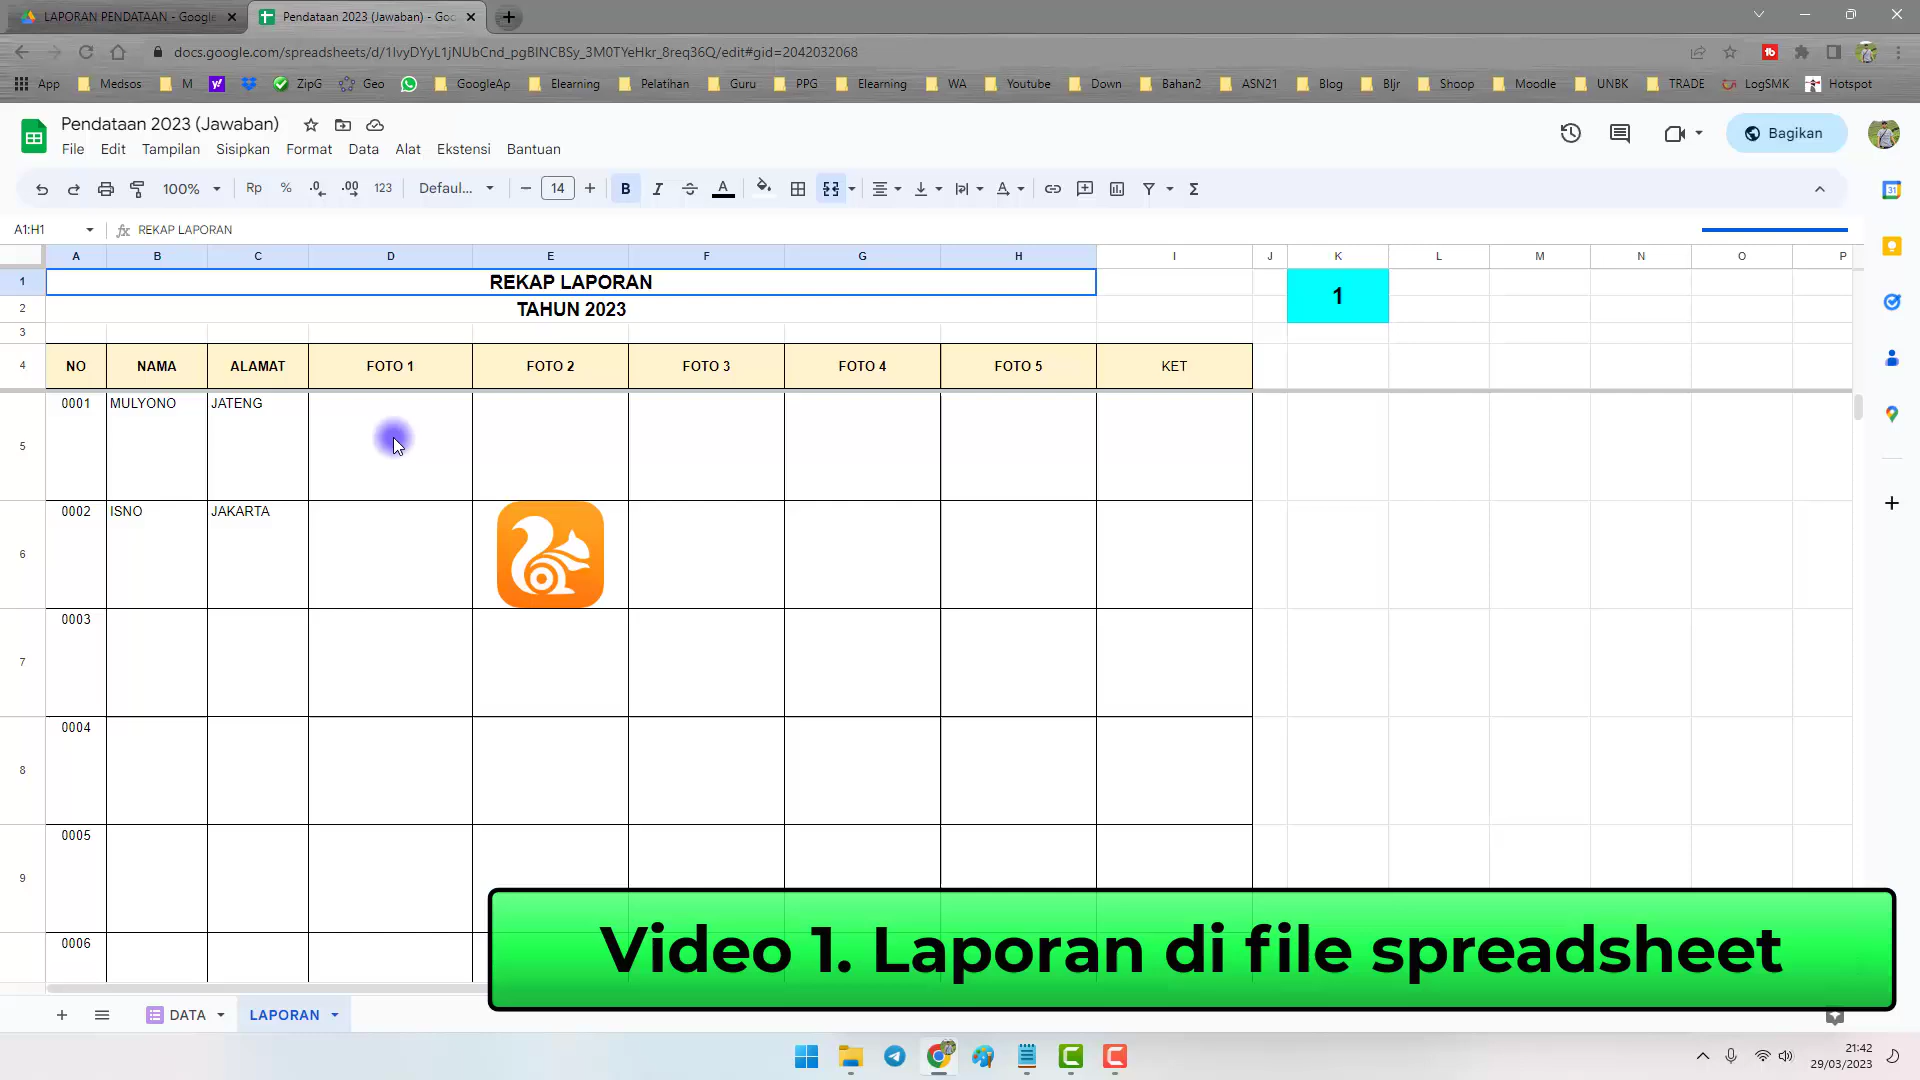 LAPORAN PENDATAAN - Google
Pendataan 2023 (Jawaban) - Goo
docs.google.com/spreadsheets/d/1IvyDYyL1jNUbCnd_pgBINCBSy_3M0TYeHkr_8req36Q/edit#gid=2042032068
App Medsos M ZipG Geo GoogleAp Elearning Pelatihan Guru PPG Elearning WA Youtube Down Bahan2 ASN21 Blog Bljr Shoop Moodle UNBK TRADE LogSMK Hotspot
Pendataan 2023 (Jawaban)
Bagikan
File Edit Tampilan Sisipkan Format Data Alat Ekstensi Bantuan
100% Rp % .0 .00 123 Defaul... 14 B I A
A1:H1 fx REKAP LAPORAN
A B C D E F G H I J K L M N O P
1 REKAP LAPORAN 1
2 TAHUN 2023
3
4 NO NAMA ALAMAT FOTO 1 FOTO 2 FOTO 3 FOTO 4 FOTO 5 KET
5 0001 MULYONO JATENG
6 0002 ISNO JAKARTA
7 0003
8 0004
9 0005
0006
Video 1. Laporan di file spreadsheet
DATA LAPORAN
21:42
29/03/2023